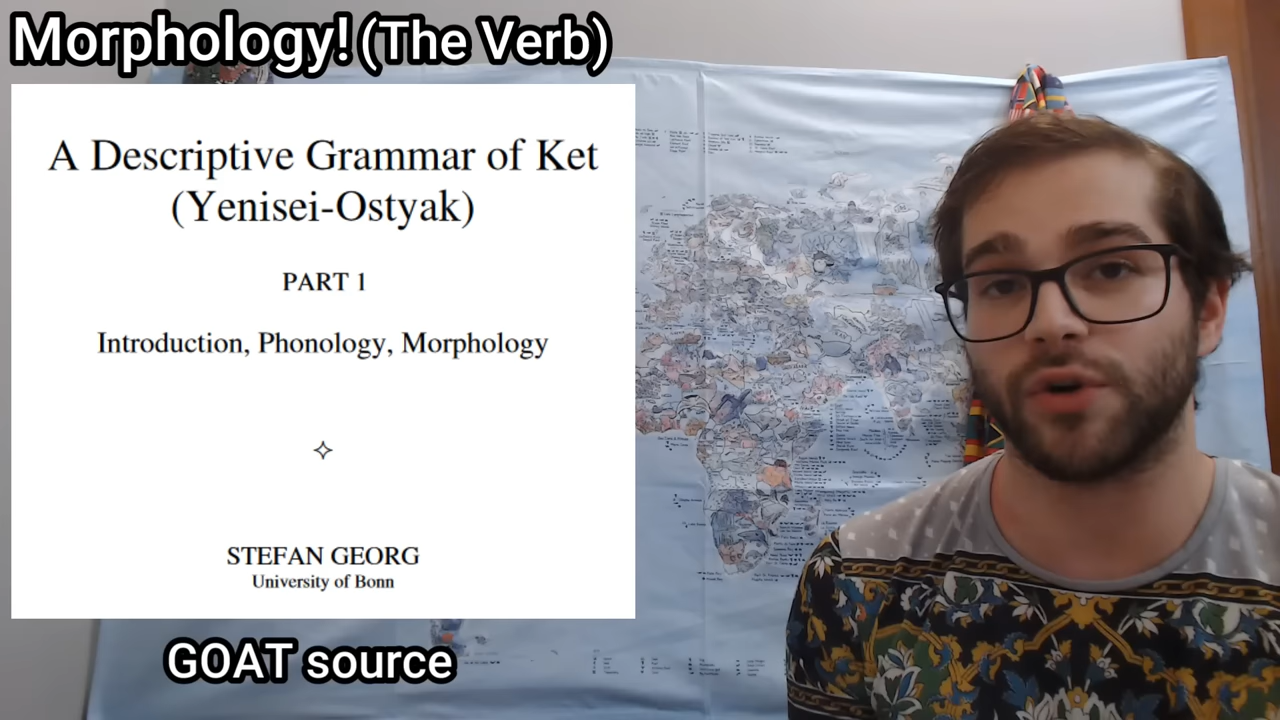 Morphology! (The Verb)
A Descriptive Grammar of Ket
(Yenisei-Ostyak)
PART 1
Introduction, Phonology, Morphology
STEFAN GEORG
University of Bonn
GOAT source